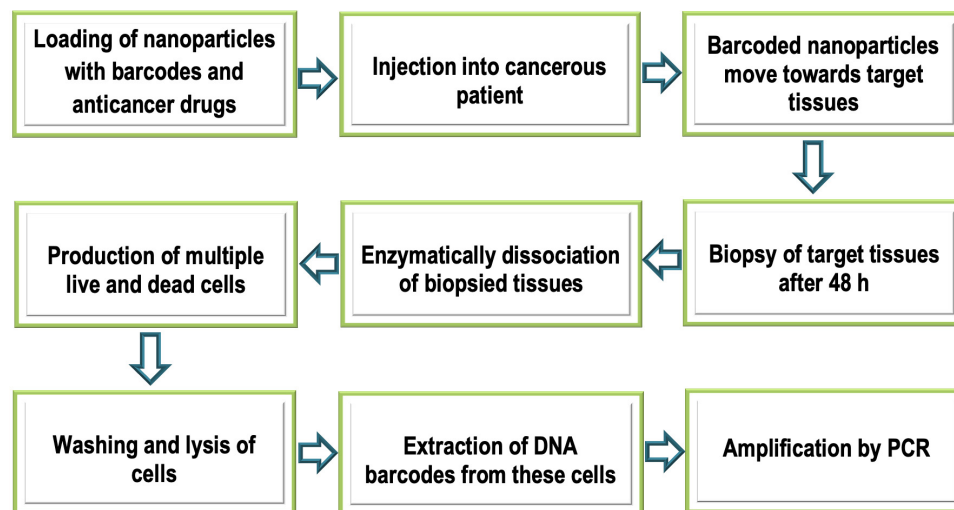 Loading of nanoparticles
with barcodes and
anticancer drugs
Injection into cancerous
patient
Barcoded nanoparticles
move towards target
tissues
Biopsy of target tissues
after 48 h
Enzymatically dissociation
of biopsied tissues
Production of multiple
live and dead cells
Washing and lysis of
cells
Extraction of DNA
barcodes from these cells
Amplification by PCR